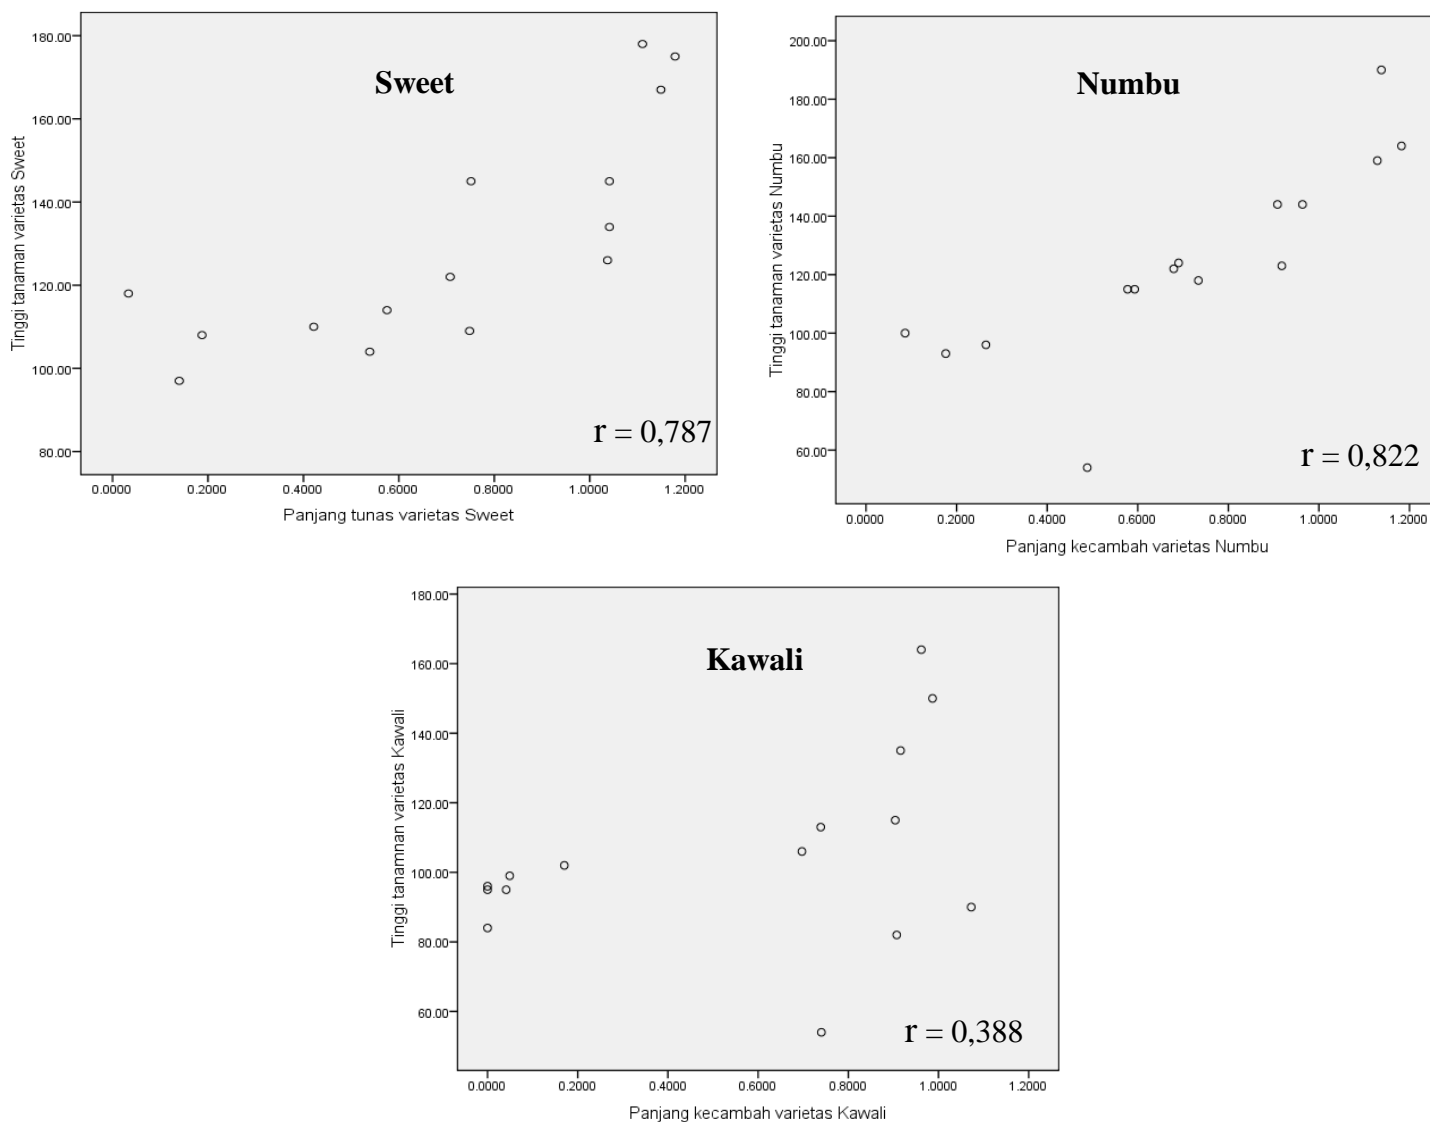 Sweet
Tinggi tanaman varietas Sweet
180.00
160.00
140.00
120.00
100.00
80.00
r = 0,787
0.0000 0.2000 0.4000 0.6000 0.8000 1.0000 1.2000
Panjang tunas varietas Sweet
Numbu
Tinggi tanaman varietas Numbu
200.00
180.00
160.00
140.00
120.00
100.00
80.00
60.00
r = 0,822
0.0000 0.2000 0.4000 0.6000 0.8000 1.0000 1.2000
Panjang kecambah varietas Numbu
Kawali
Tinggi tanamnan varietas Kawali
180.00
160.00
140.00
120.00
100.00
80.00
60.00
r = 0,388
0.0000 0.2000 0.4000 0.6000 0.8000 1.0000 1.2000
Panjang kecambah varietas Kawali